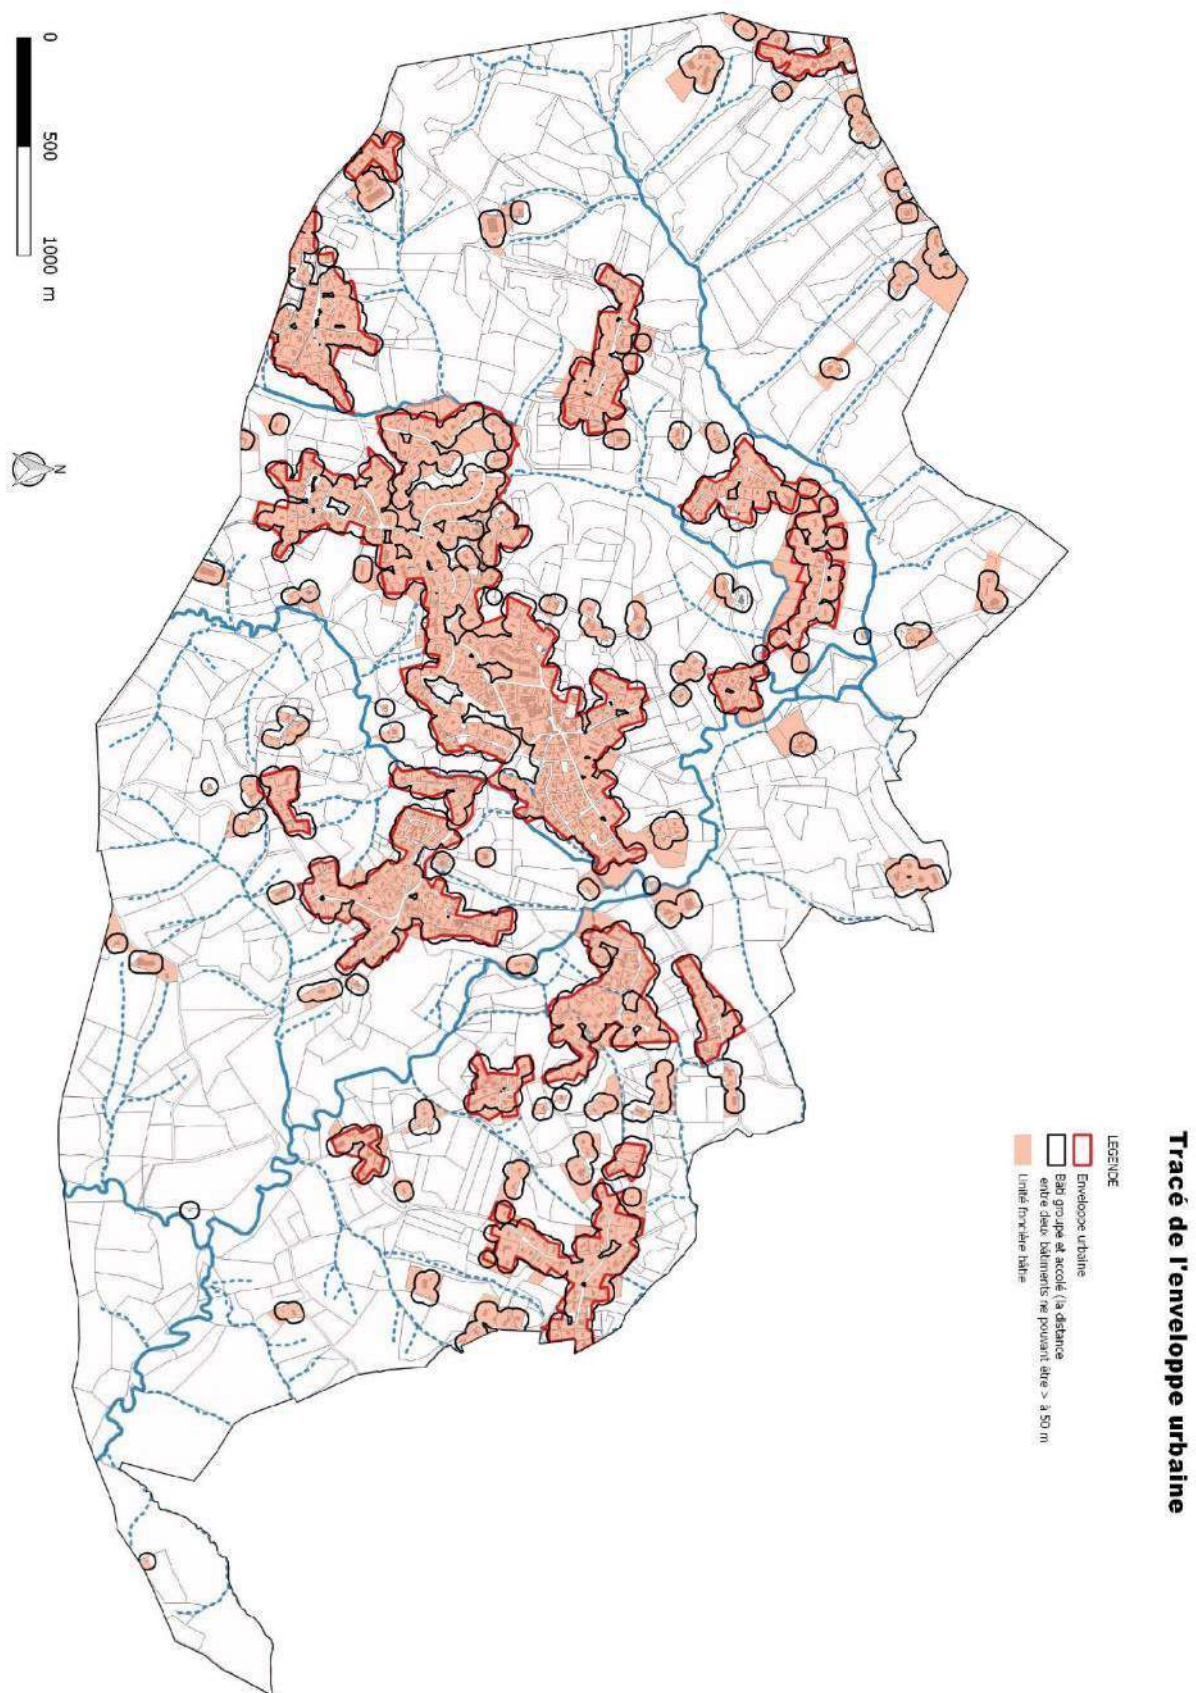 Tracé de l'enveloppe urbaine
LEGENDE
Enveloppe urbaine
Bâti groupé et accolé (la distance
entre deux bâtiments ne pouvant être > à 50 m
Unité foncière bâtie
0 500 1000 m
N